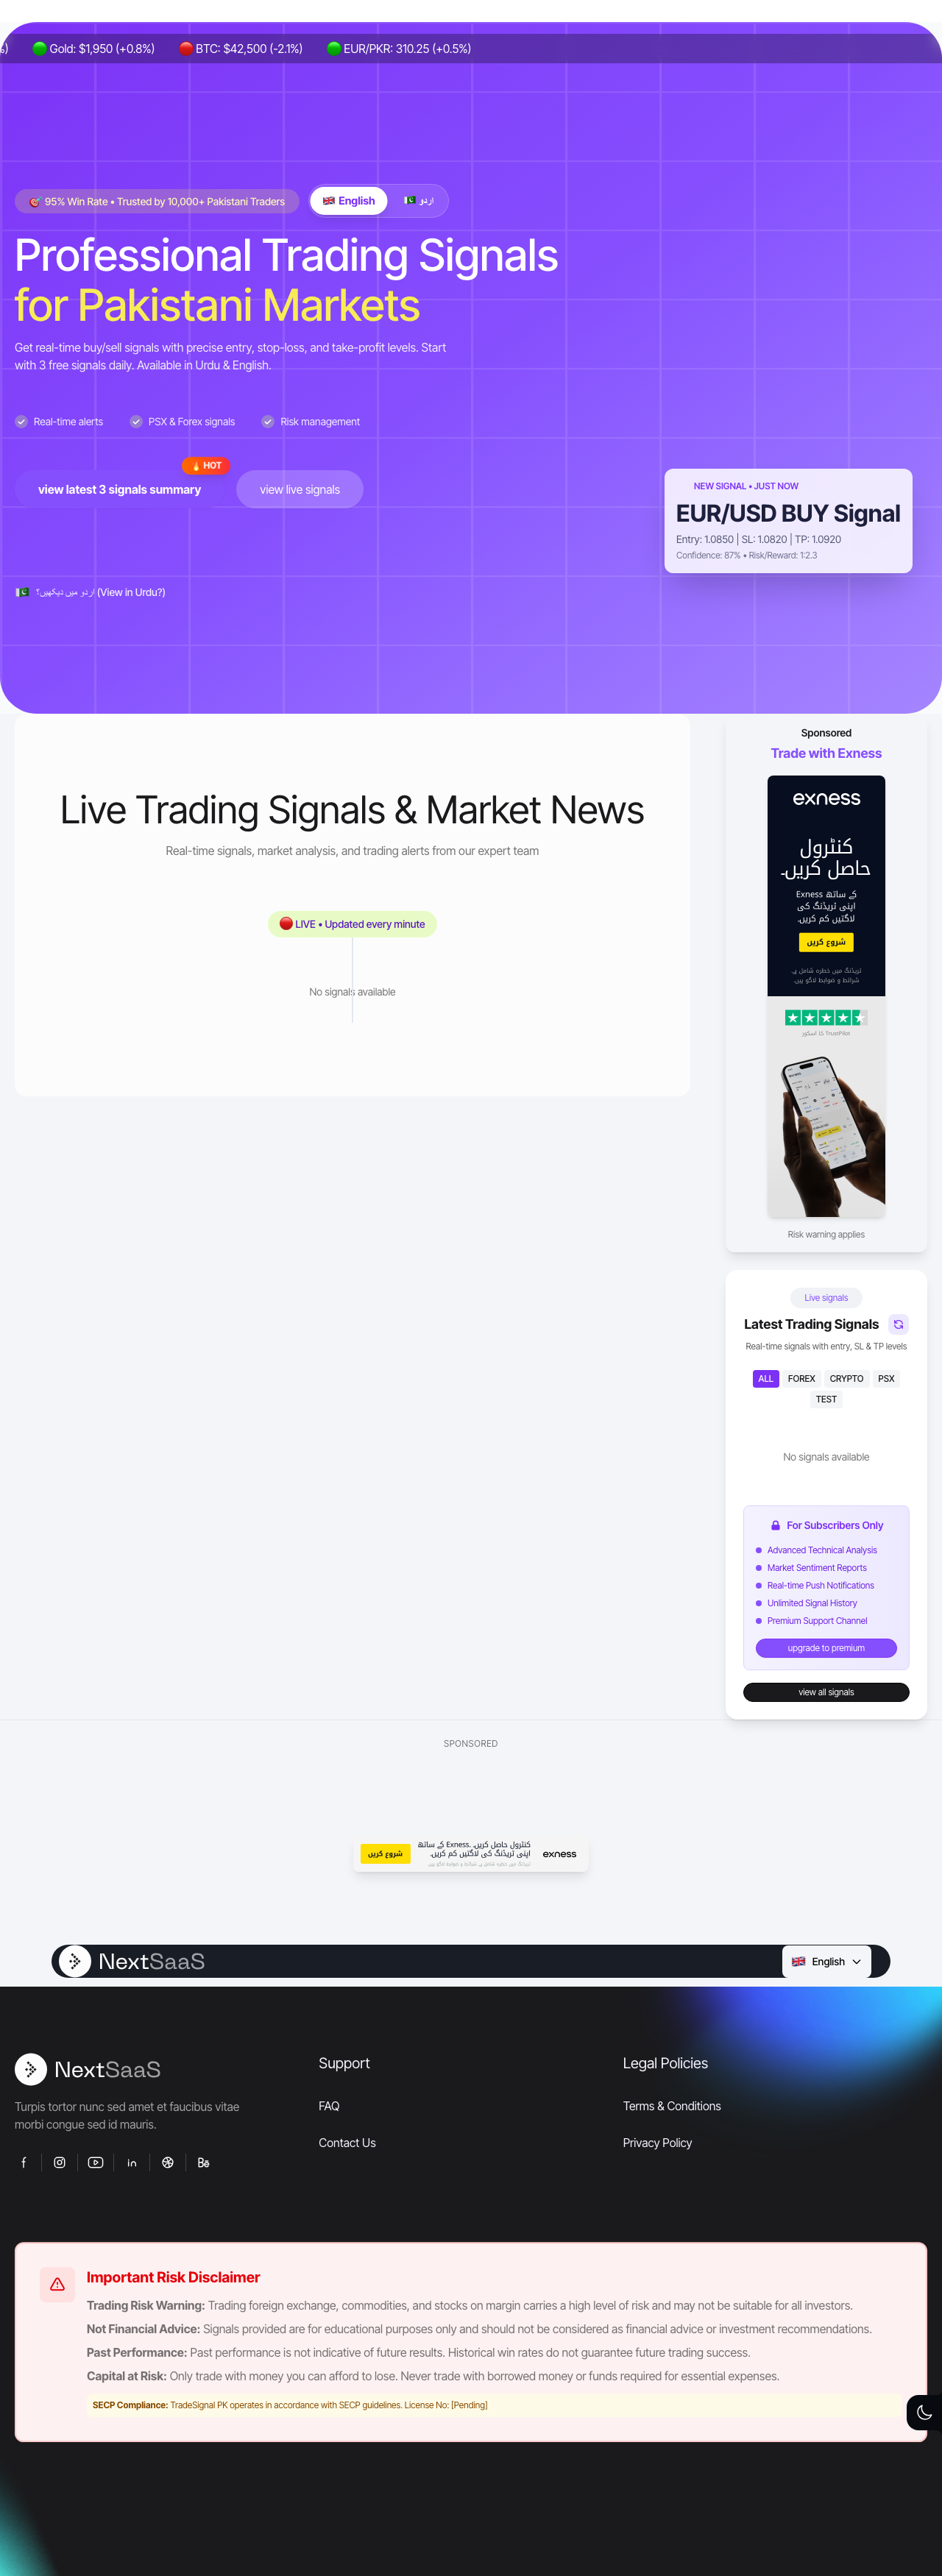 %)
Gold: $1,950 (+0.8%)
BTC: $42,500 (-2.1%)
EUR/PKR: 310.25 (+0.5%)
95% Win Rate • Trusted by 10,000+ Pakistani Traders
English
اردو
Professional Trading Signals
for Pakistani Markets
Get real-time buy/sell signals with precise entry, stop-loss, and take-profit levels. Start
with 3 free signals daily. Available in Urdu & English.
Real-time alerts
PSX & Forex signals
Risk management
HOT
view latest 3 signals summary
view live signals
NEW SIGNAL • JUST NOW
EUR/USD BUY Signal
Entry: 1.0850 | SL: 1.0820 | TP: 1.0920
Confidence: 87% • Risk/Reward: 1:2.3
اردو میں دیکھیں؟ (View in Urdu?)
Live Trading Signals & Market News
Real-time signals, market analysis, and trading alerts from our expert team
LIVE • Updated every minute
No signals available
Sponsored
Trade with Exness
exness
کنٹرول
حاصل کریں۔
کے ساتھ Exness
اپنی ٹریڈنگ کی
لاگتیں کم کریں۔
شروع کریں
ٹریڈنگ میں خطرہ شامل ہے۔
شرائط و ضوابط لاگو ہیں۔
TrustPilot کا اسکور
Risk warning applies
Live signals
Latest Trading Signals
Real-time signals with entry, SL & TP levels
ALL
FOREX
CRYPTO
PSX
TEST
No signals available
For Subscribers Only
Advanced Technical Analysis
Market Sentiment Reports
Real-time Push Notifications
Unlimited Signal History
Premium Support Channel
upgrade to premium
view all signals
SPONSORED
شروع کریں
کنٹرول حاصل کریں۔ Exness کے ساتھ
اپنی ٹریڈنگ کی لاگتیں کم کریں۔
ٹریڈنگ میں خطرہ شامل ہے۔ شرائط و ضوابط لاگو ہیں۔
exness
NextSaaS
English
NextSaaS
Turpis tortor nunc sed amet et faucibus vitae
morbi congue sed id mauris.
Support
FAQ
Contact Us
Legal Policies
Terms & Conditions
Privacy Policy
Important Risk Disclaimer
Trading Risk Warning: Trading foreign exchange, commodities, and stocks on margin carries a high level of risk and may not be suitable for all investors.
Not Financial Advice: Signals provided are for educational purposes only and should not be considered as financial advice or investment recommendations.
Past Performance: Past performance is not indicative of future results. Historical win rates do not guarantee future trading success.
Capital at Risk: Only trade with money you can afford to lose. Never trade with borrowed money or funds required for essential expenses.
SECP Compliance: TradeSignal PK operates in accordance with SECP guidelines. License No: [Pending]